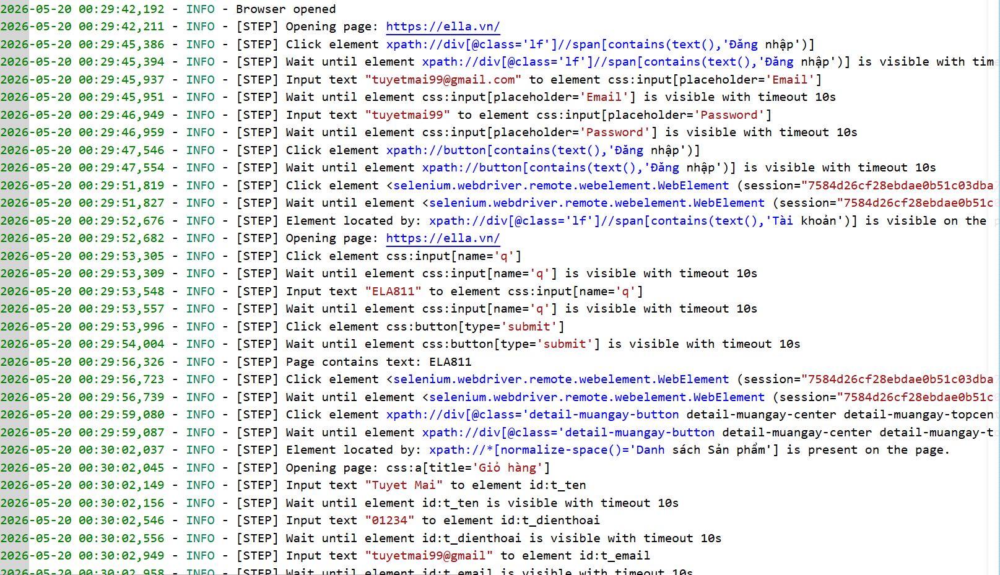 2026-05-20 00:29:42,192 - INFO - Browser opened
2026-05-20 00:29:42,211 - INFO - [STEP] Opening page: https://ella.vn/
2026-05-20 00:29:45,386 - INFO - [STEP] Click element xpath://div[@class='lf']//span[contains(text(),'Đăng nhập')]
2026-05-20 00:29:45,394 - INFO - [STEP] Wait until element xpath://div[@class='lf']//span[contains(text(),'Đăng nhập')] is visible with tim
2026-05-20 00:29:45,937 - INFO - [STEP] Input text "tuyetmai99@gmail.com" to element css:input[placeholder='Email']
2026-05-20 00:29:45,951 - INFO - [STEP] Wait until element css:input[placeholder='Email'] is visible with timeout 10s
2026-05-20 00:29:46,949 - INFO - [STEP] Input text "tuyetmai99" to element css:input[placeholder='Password']
2026-05-20 00:29:46,959 - INFO - [STEP] Wait until element css:input[placeholder='Password'] is visible with timeout 10s
2026-05-20 00:29:47,546 - INFO - [STEP] Click element xpath://button[contains(text(),'Đăng nhập')]
2026-05-20 00:29:47,554 - INFO - [STEP] Wait until element xpath://button[contains(text(),'Đăng nhập')] is visible with timeout 10s
2026-05-20 00:29:51,819 - INFO - [STEP] Click element <selenium.webdriver.remote.webelement.WebElement (session="7584d26cf28ebdae0b51c03dba7
2026-05-20 00:29:51,827 - INFO - [STEP] Wait until element <selenium.webdriver.remote.webelement.WebElement (session="7584d26cf28ebdae0b51c0
2026-05-20 00:29:52,676 - INFO - [STEP] Element located by: xpath://div[@class='lf']//span[contains(text(),'Tài khoản')] is visible on the p
2026-05-20 00:29:52,682 - INFO - [STEP] Opening page: https://ella.vn/
2026-05-20 00:29:53,305 - INFO - [STEP] Click element css:input[name='q']
2026-05-20 00:29:53,309 - INFO - [STEP] Wait until element css:input[name='q'] is visible with timeout 10s
2026-05-20 00:29:53,548 - INFO - [STEP] Input text "ELA811" to element css:input[name='q']
2026-05-20 00:29:53,557 - INFO - [STEP] Wait until element css:input[name='q'] is visible with timeout 10s
2026-05-20 00:29:53,996 - INFO - [STEP] Click element css:button[type='submit']
2026-05-20 00:29:54,004 - INFO - [STEP] Wait until element css:button[type='submit'] is visible with timeout 10s
2026-05-20 00:29:56,326 - INFO - [STEP] Page contains text: ELA811
2026-05-20 00:29:56,723 - INFO - [STEP] Click element <selenium.webdriver.remote.webelement.WebElement (session="7584d26cf28ebdae0b51c03dba7
2026-05-20 00:29:56,739 - INFO - [STEP] Wait until element <selenium.webdriver.remote.webelement.WebElement (session="7584d26cf28ebdae0b51c0
2026-05-20 00:29:59,080 - INFO - [STEP] Click element xpath://div[@class='detail-muangay-button detail-muangay-center detail-muangay-topcent
2026-05-20 00:29:59,087 - INFO - [STEP] Wait until element xpath://div[@class='detail-muangay-button detail-muangay-center detail-muangay-to
2026-05-20 00:30:02,037 - INFO - [STEP] Element located by: xpath://*[normalize-space()='Danh sách Sản phẩm'] is present on the page.
2026-05-20 00:30:02,045 - INFO - [STEP] Opening page: css:a[title='Giỏ hàng']
2026-05-20 00:30:02,149 - INFO - [STEP] Input text "Tuyet Mai" to element id:t_ten
2026-05-20 00:30:02,156 - INFO - [STEP] Wait until element id:t_ten is visible with timeout 10s
2026-05-20 00:30:02,546 - INFO - [STEP] Input text "01234" to element id:t_dienthoai
2026-05-20 00:30:02,556 - INFO - [STEP] Wait until element id:t_dienthoai is visible with timeout 10s
2026-05-20 00:30:02,949 - INFO - [STEP] Input text "tuyetmai99@gmail" to element id:t_email
2026-05-20 00:30:02,958 - INFO - [STEP] Wait until element id:t_email is visible with timeout 10s